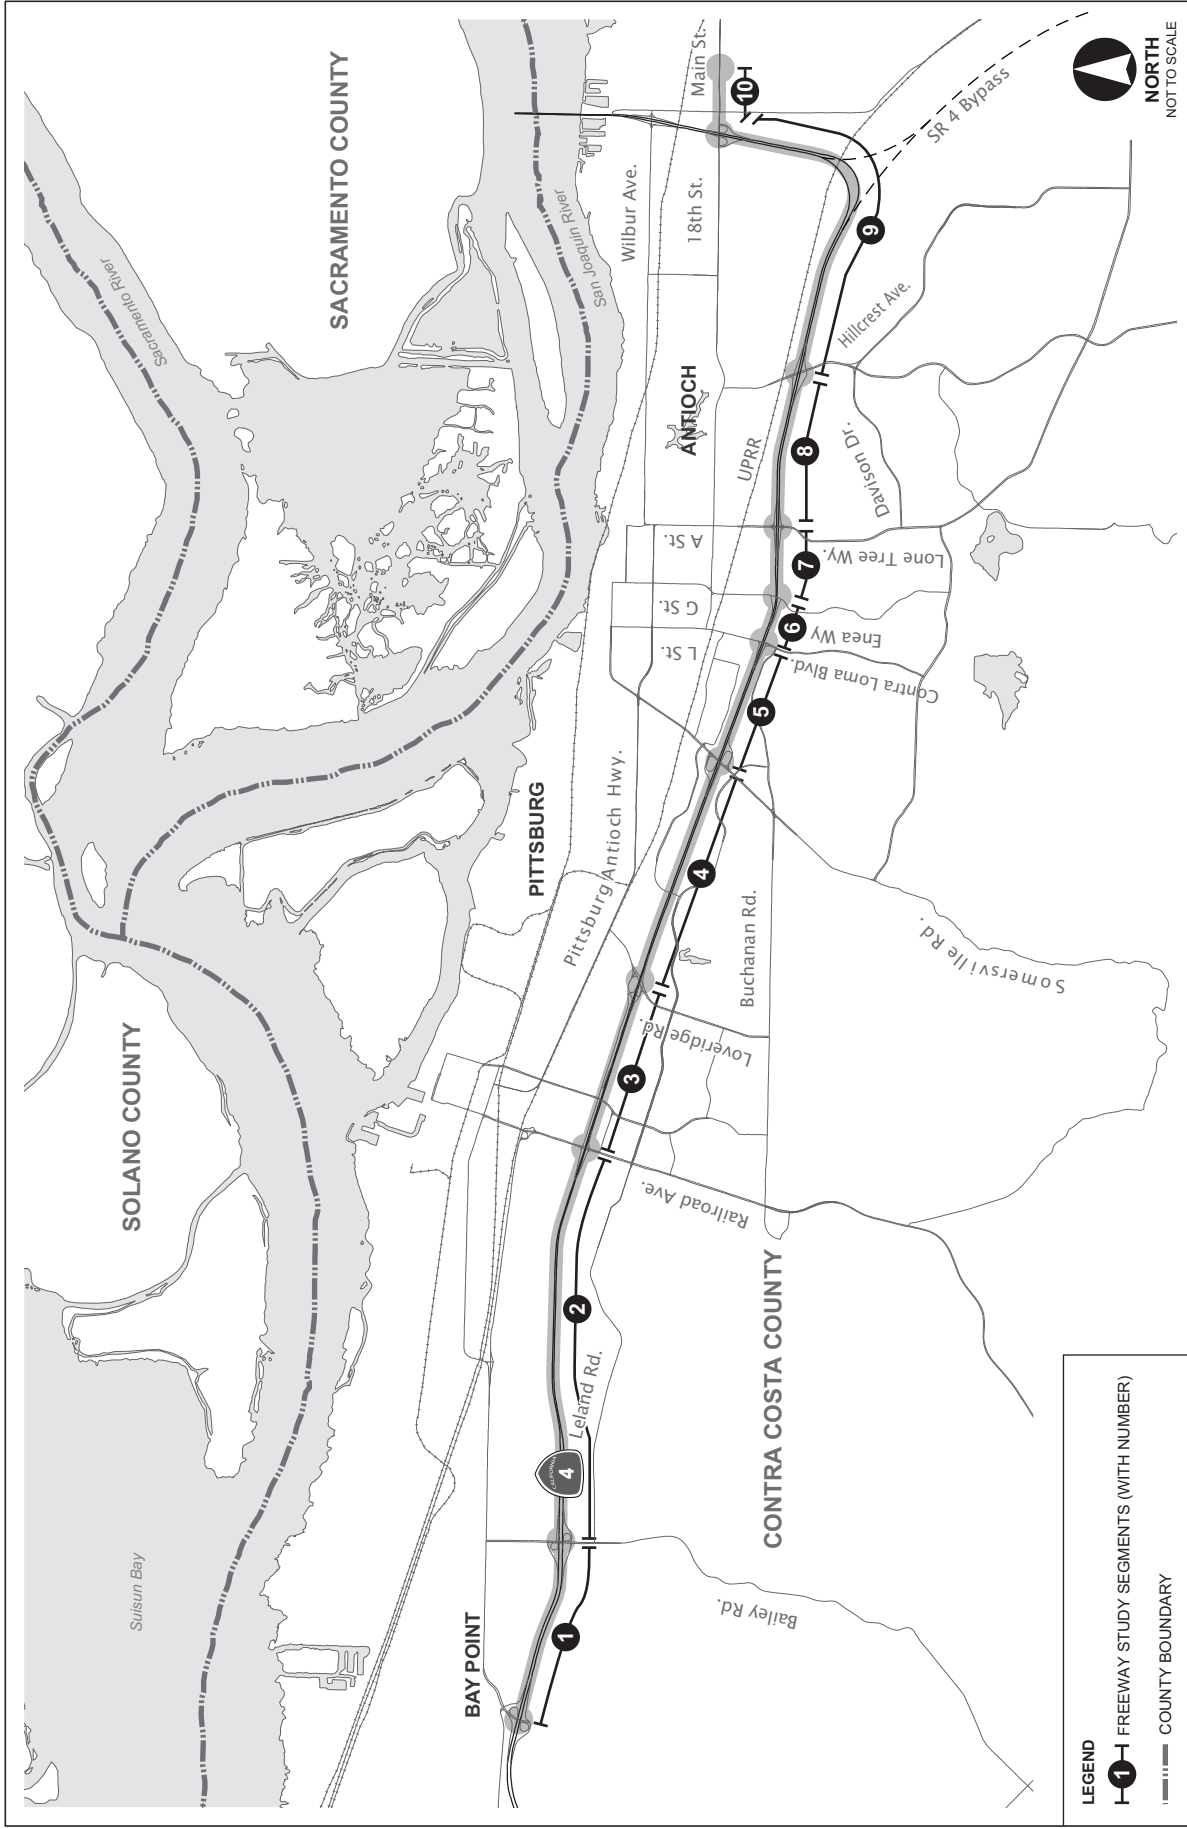 SOLANO COUNTY
SACRAMENTO COUNTY
Suisun Bay
Sacramento River
San Joaquin River
BAY POINT
PITTSBURG
ANTIOCH
CONTRA COSTA COUNTY
CALIFORNIA
4
Leland Rd.
Bailey Rd.
Railroad Ave.
Loveridge Rd.
Pittsburg Antioch Hwy.
Buchanan Rd.
Somersville Rd.
L St.
G St.
A St.
Contra Loma Blvd.
Enea Wy
Lone Tree Wy.
Davison Dr.
Hillcrest Ave.
UPRR
Wilbur Ave.
18th St.
Main St.
SR 4 Bypass
1
2
3
4
5
6
7
8
9
10
NORTH
NOT TO SCALE
LEGEND
1 FREEWAY STUDY SEGMENTS (WITH NUMBER)
COUNTY BOUNDARY